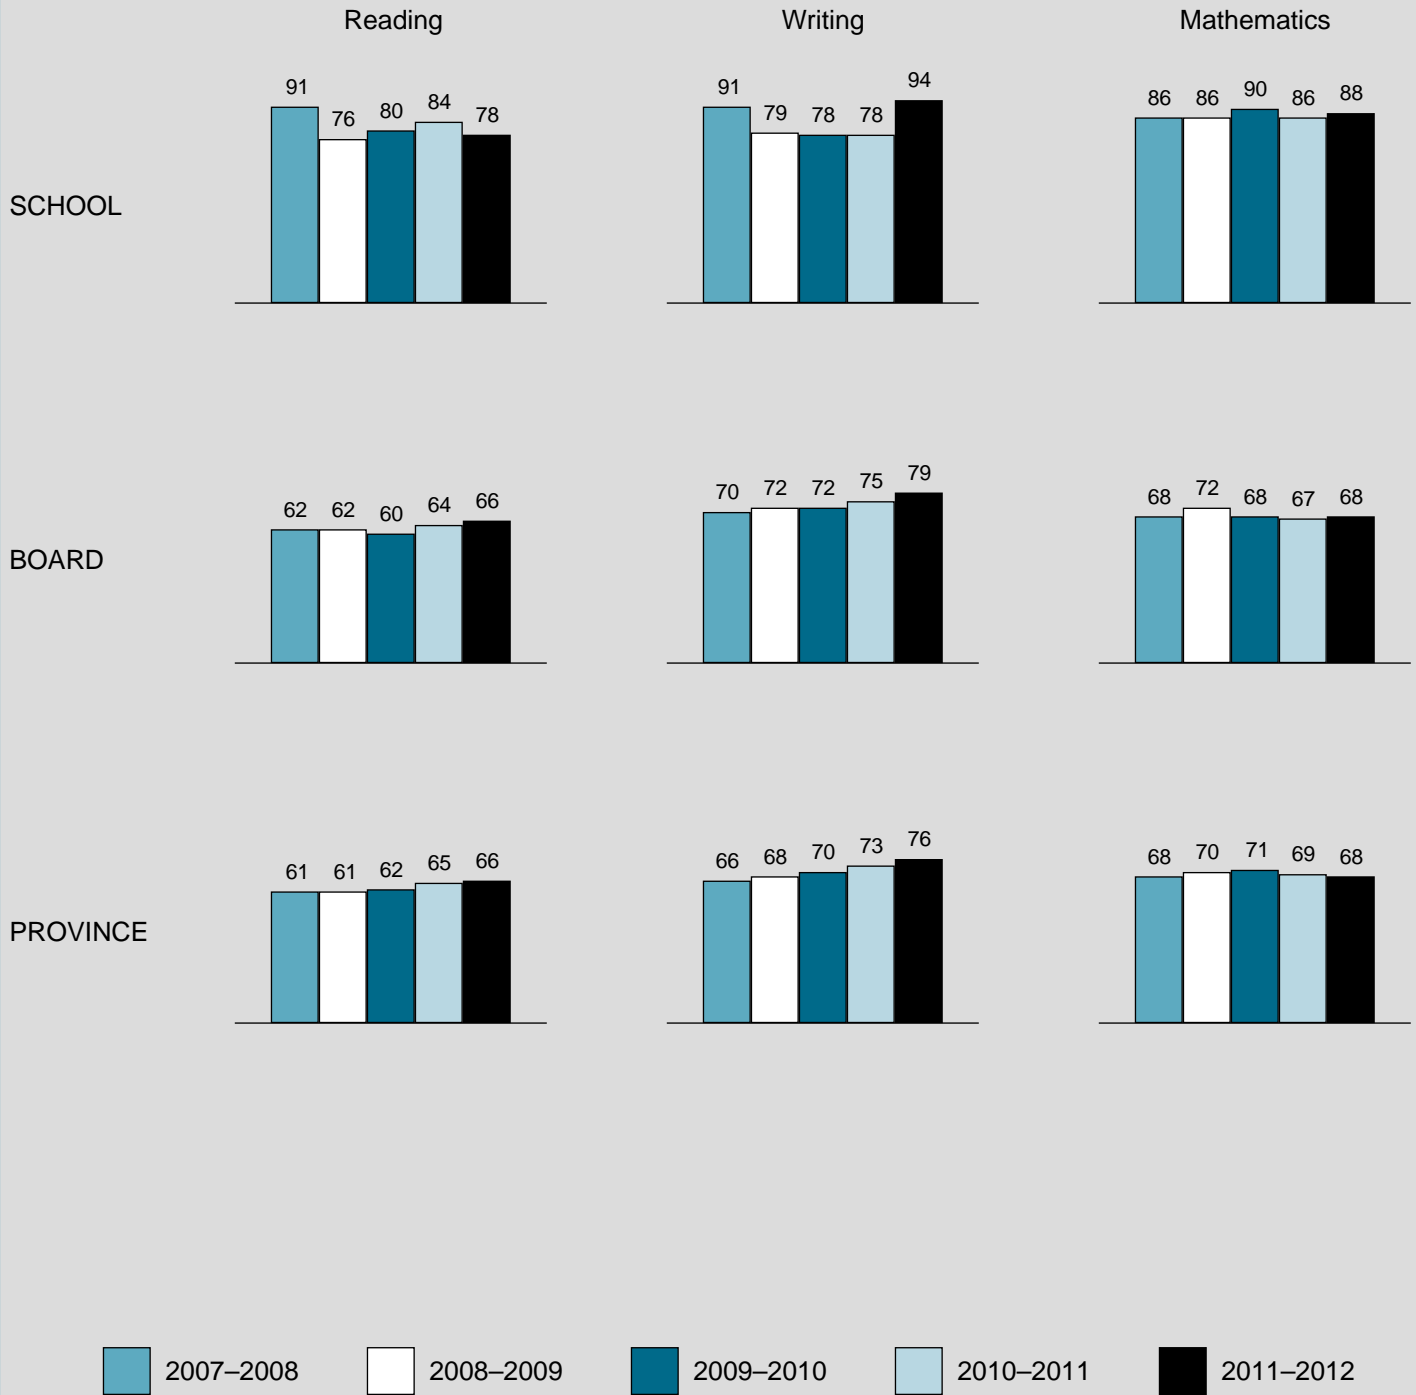 Reading Writing Mathematics
SCHOOL
91 76 80 84 78
91 79 78 78 94
86 86 90 86 88
BOARD
62 62 60 64 66
70 72 72 75 79
68 72 68 67 68
PROVINCE
61 61 62 65 66
66 68 70 73 76
68 70 71 69 68
2007–2008 2008–2009 2009–2010 2010–2011 2011–2012